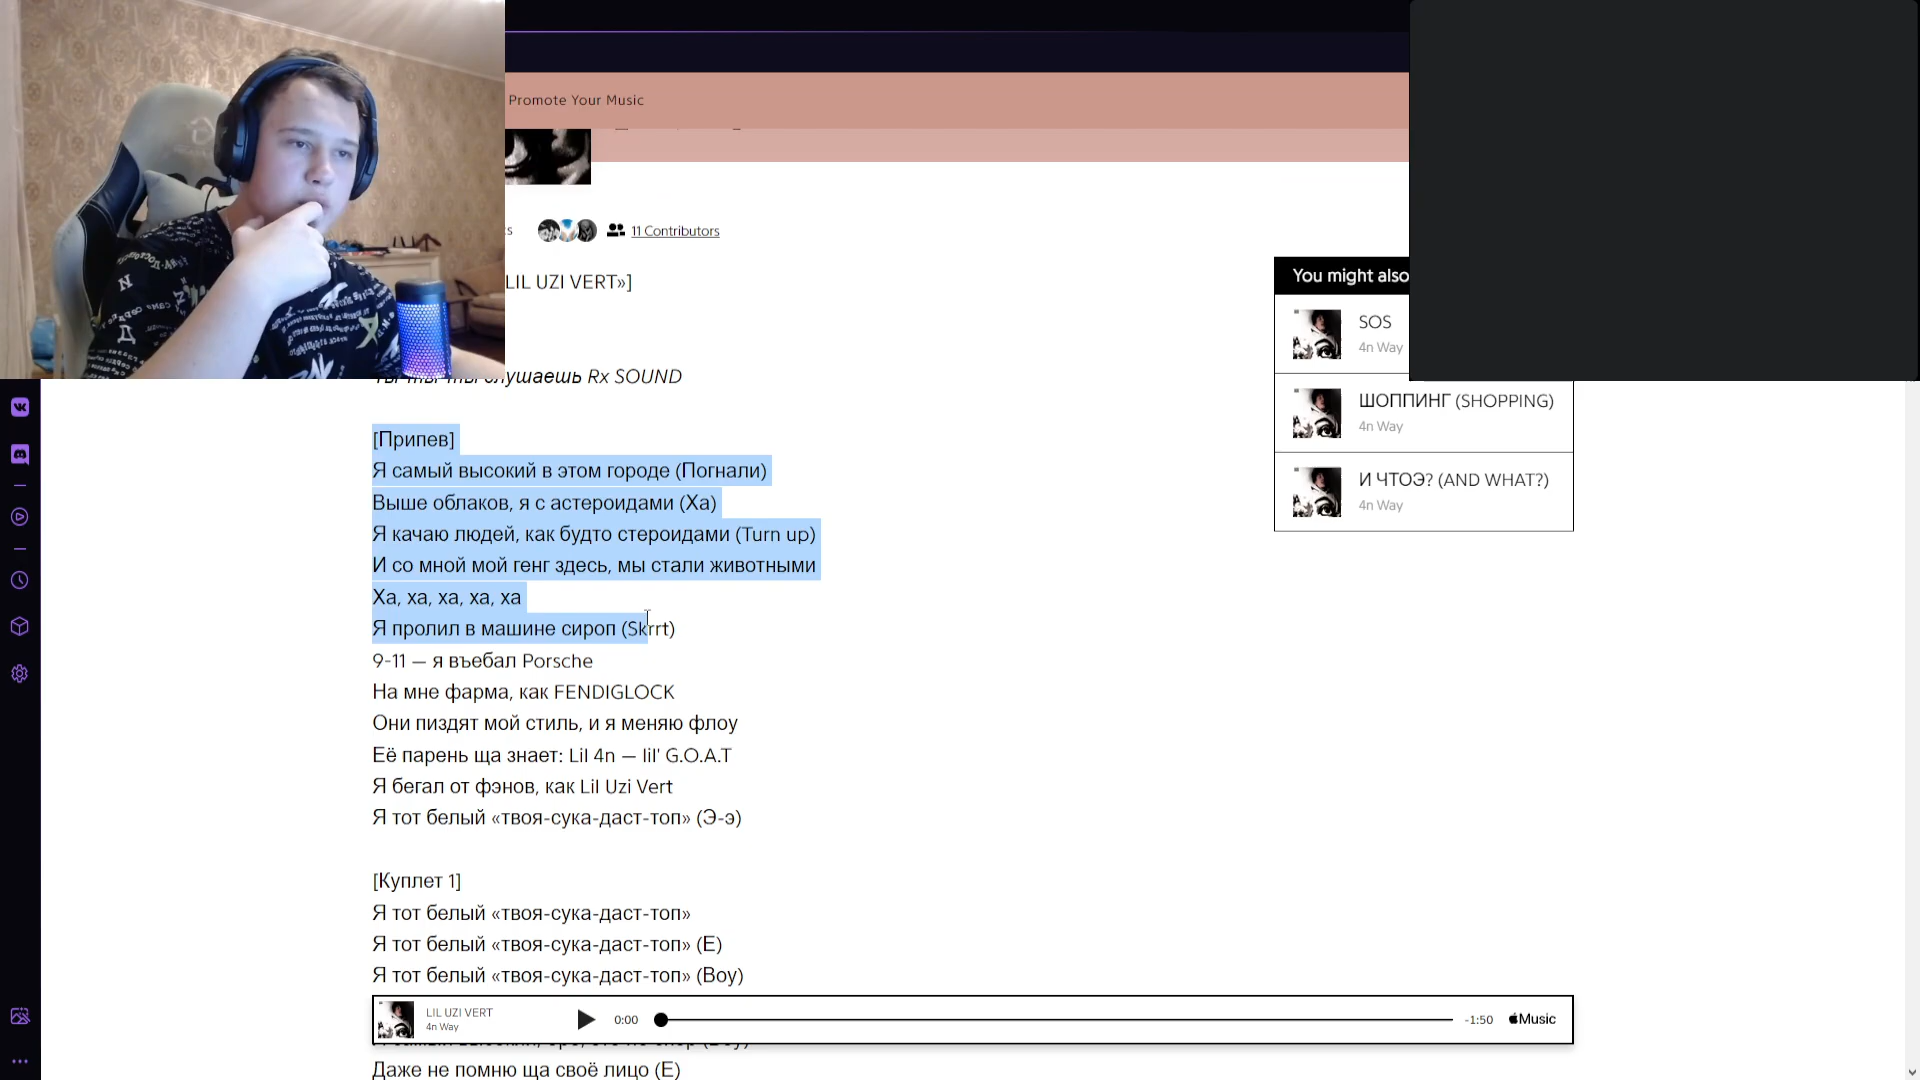 Promote Your Music
11 Contributors
LIL UZI VERT»]
слушаешь Rx SOUND
[Припев]
Я самый высокий в этом городе (Погнали)
Выше облаков, я с астероидами (Ха)
Я качаю людей, как будто стероидами (Turn up)
И со мной мой генг здесь, мы стали животными
Ха, ха, ха, ха, ха
Я пролил в машине сироп (Skrrt)
9-11 — я въебал Porsche
На мне фарма, как FENDIGLOCK
Они пиздят мой стиль, и я меняю флоу
Её парень ща знает: Lil 4n — lil' G.O.A.T
Я бегал от фэнов, как Lil Uzi Vert
Я тот белый «твоя-сука-даст-топ» (Э-э)
[Куплет 1]
Я тот белый «твоя-сука-даст-топ»
Я тот белый «твоя-сука-даст-топ» (Е)
Я тот белый «твоя-сука-даст-топ» (Boy)
Даже не помню ща своё лицо (Е)
You might also
SOS
4n Way
ШОППИНГ (SHOPPING)
4n Way
И ЧТОЭ? (AND WHAT?)
4n Way
LIL UZI VERT
4n Way
0:00
-1:50
Music